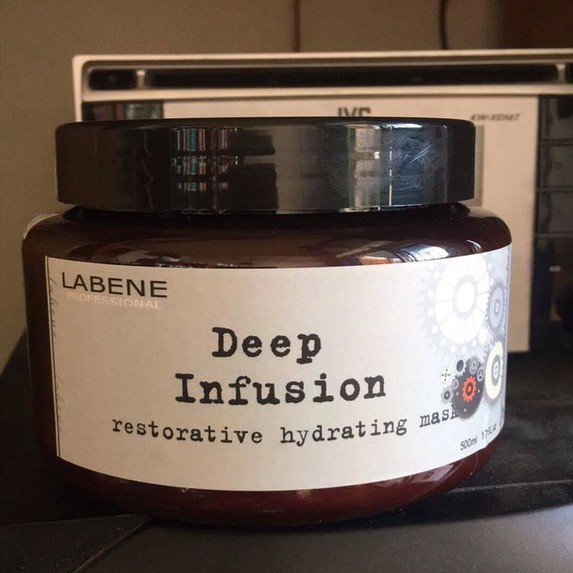 JVC
LABENE
PROFESSIONAL
Deep
Infusion
restorative hydrating mask
500ml